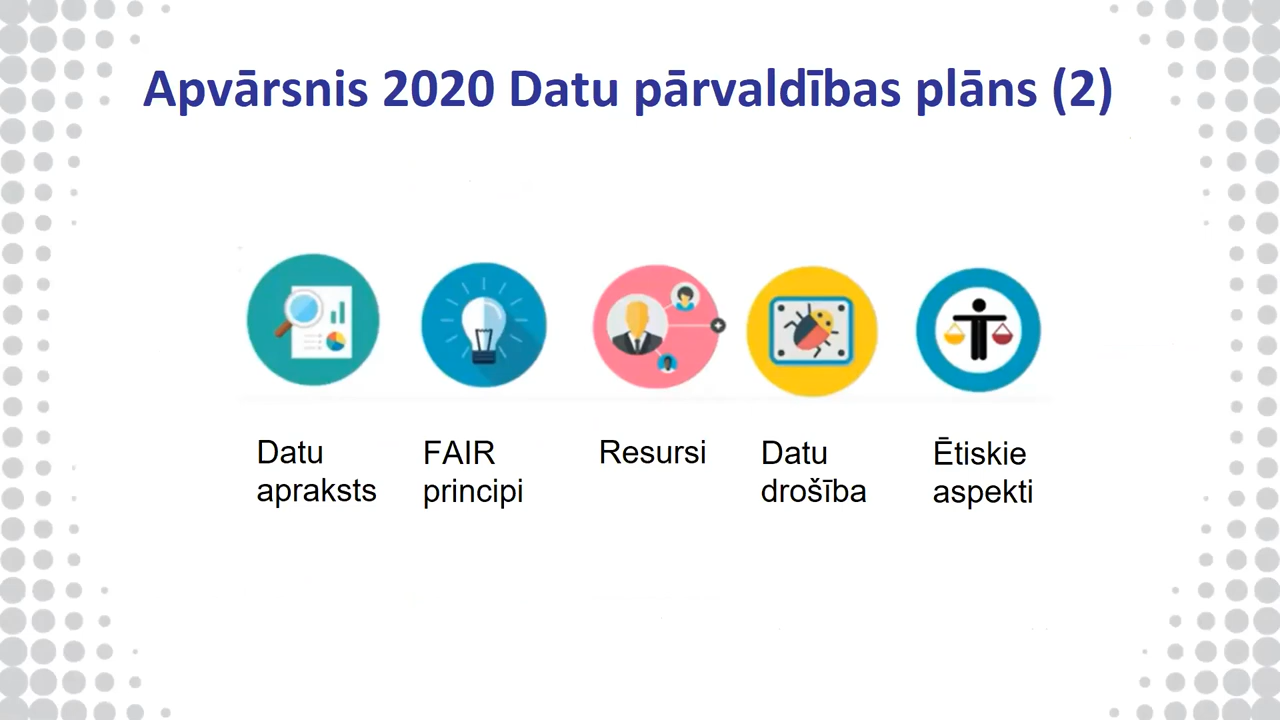 Apvārsnis 2020 Datu pārvaldības plāns (2)
Datu
apraksts
FAIR
principi
Resursi
Datu
drošība
Ētiskie
aspekti